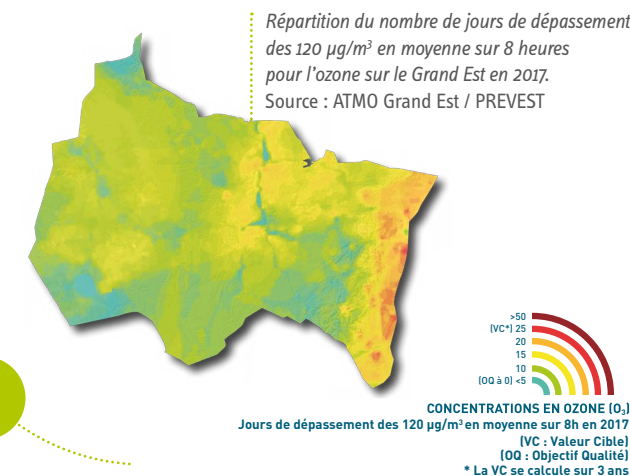 Répartition du nombre de jours de dépassement
des 120 µg/m³ en moyenne sur 8 heures
pour l'ozone sur le Grand Est en 2017.
Source : ATMO Grand Est / PREVEST
>50
(VC*) 25
20
15
10
(OQ à 0) <5
CONCENTRATIONS EN OZONE (O₃)
Jours de dépassement des 120 µg/m³ en moyenne sur 8h en 2017
(VC : Valeur Cible)
(OQ : Objectif Qualité)
* La VC se calcule sur 3 ans